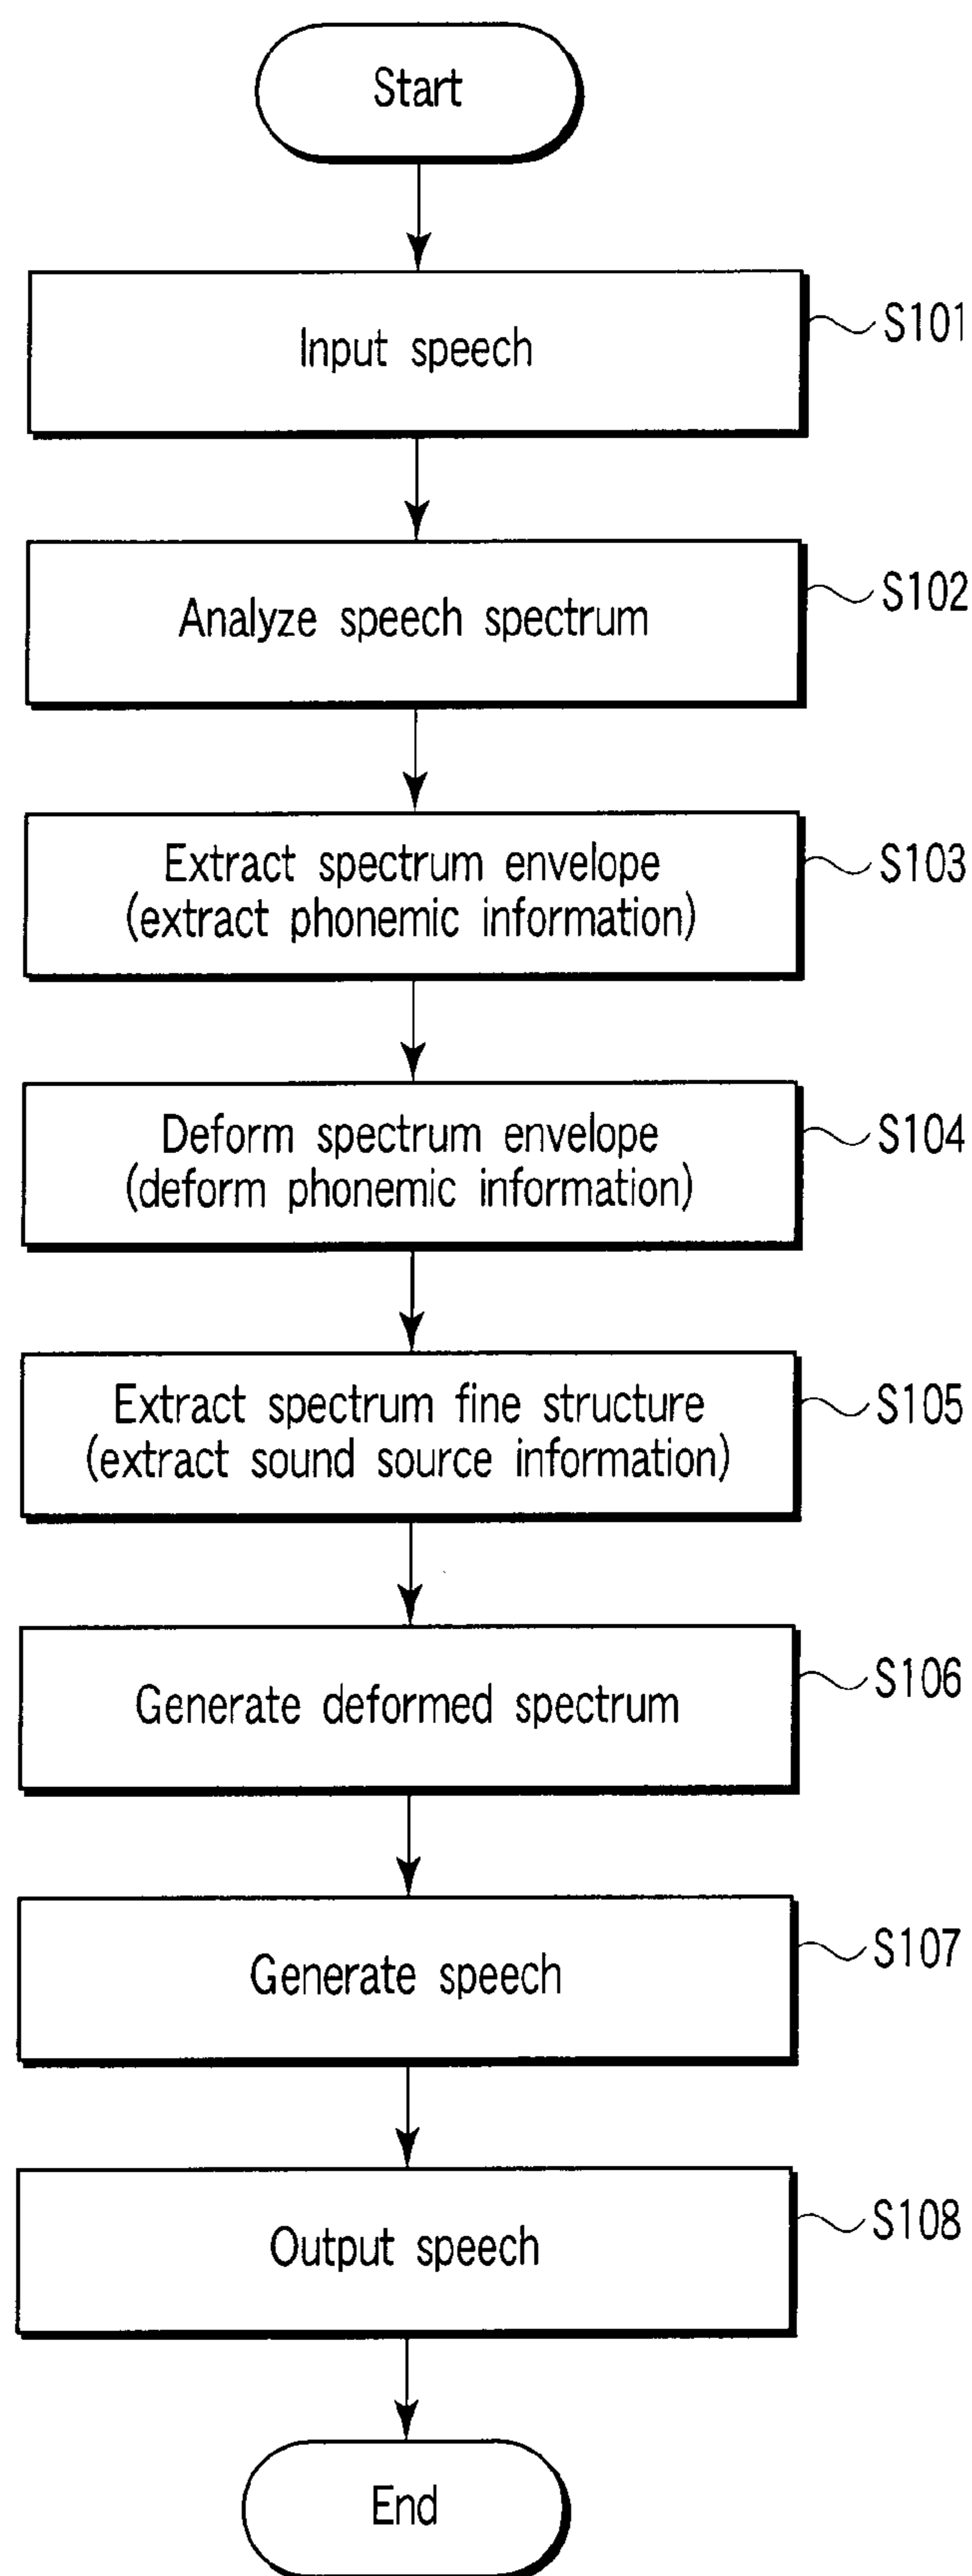 Start
Input speech
S101
Analyze speech spectrum
S102
Extract spectrum envelope
(extract phonemic information)
S103
Deform spectrum envelope
(deform phonemic information)
S104
Extract spectrum fine structure
(extract sound source information)
S105
Generate deformed spectrum
S106
Generate speech
S107
Output speech
S108
End